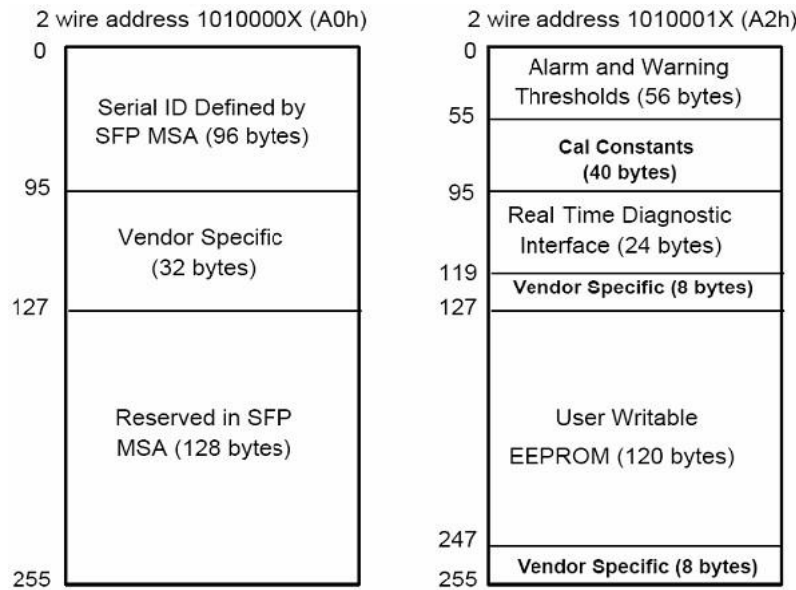 2 wire address 1010000X (A0h)
0
Serial ID Defined by
SFP MSA (96 bytes)
95
Vendor Specific
(32 bytes)
127
Reserved in SFP
MSA (128 bytes)
255
2 wire address 1010001X (A2h)
0
Alarm and Warning
Thresholds (56 bytes)
55
Cal Constants
(40 bytes)
95
Real Time Diagnostic
Interface (24 bytes)
119
Vendor Specific (8 bytes)
127
User Writable
EEPROM (120 bytes)
247
Vendor Specific (8 bytes)
255